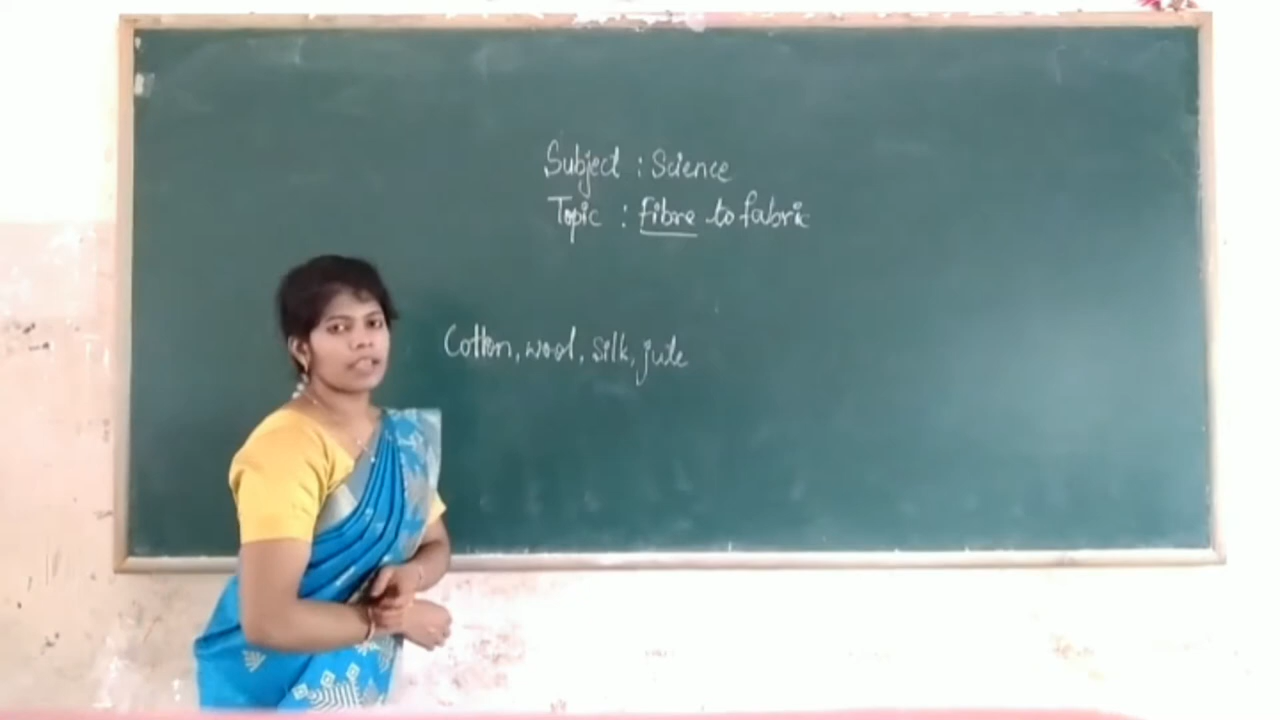 Subject : Science
Topic : fibre to fabric
Cotton, wool, silk, jute